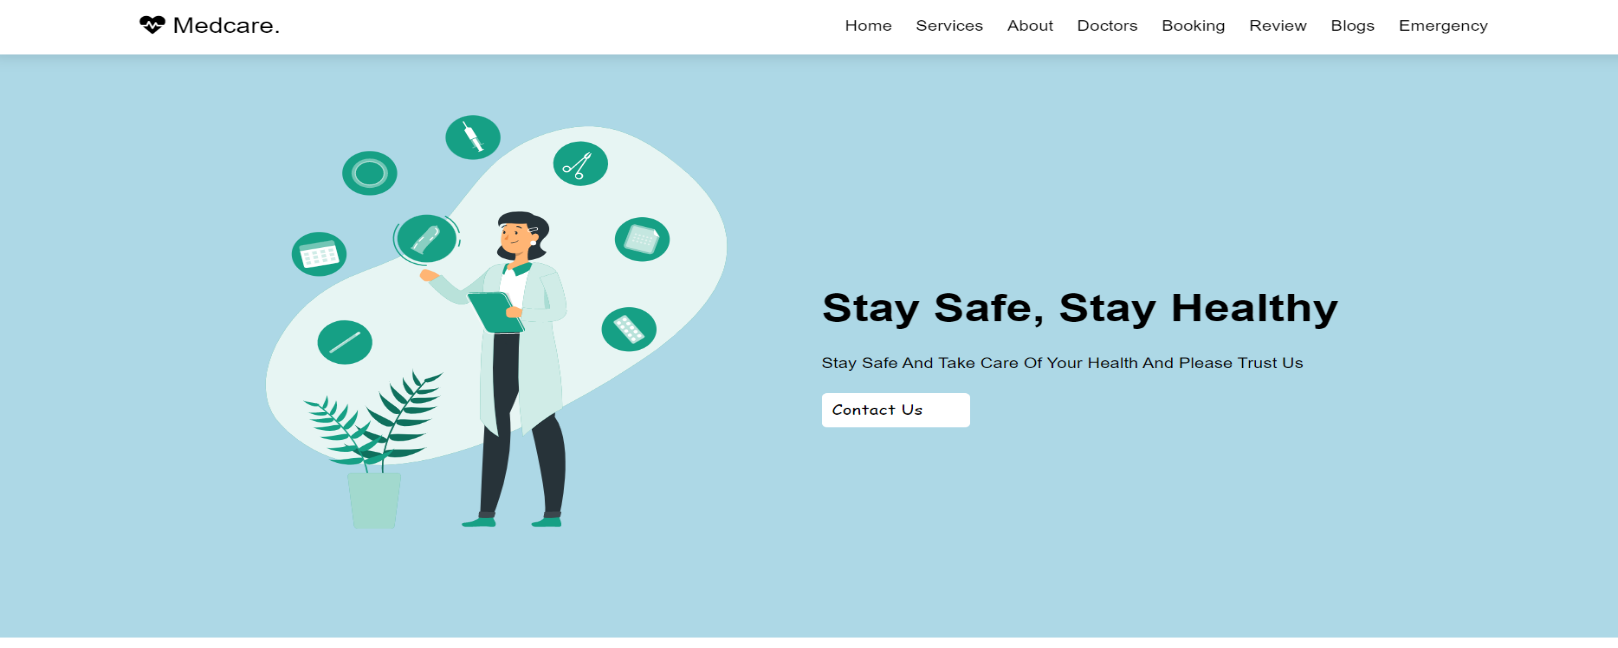 Medcare.
Home Services About Doctors Booking Review Blogs Emergency
Stay Safe, Stay Healthy
Stay Safe And Take Care Of Your Health And Please Trust Us
Contact Us